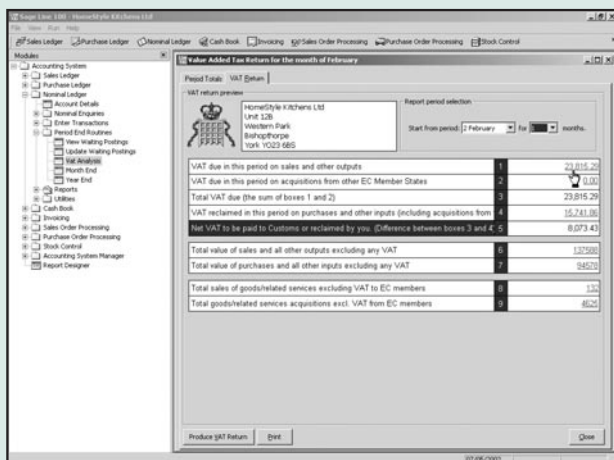 Sage Line 100 - HomeStyle Kitchens Ltd
File View Run Help
Sales Ledger Purchase Ledger Nominal Ledger Cash Book Invoicing Sales Order Processing Purchase Order Processing Stock Control
Modules
Accounting System
Sales Ledger
Purchase Ledger
Nominal Ledger
Account Details
Nominal Enquiries
Enter Transactions
Period End Routines
View Waiting Postings
Update Waiting Postings
Vat Analysis
Month End
Year End
Reports
Utilities
Cash Book
Invoicing
Sales Order Processing
Purchase Order Processing
Stock Control
Accounting System Manager
Report Designer
Value Added Tax Return for the month of February
Period Totals VAT Return
VAT return preview
HomeStyle Kitchens Ltd
Unit 12B
Western Park
Bishopthorpe
York YO23 6BS
Report period selection
Start from period: 2 February for months.
VAT due in this period on sales and other outputs 1 23,815.29
VAT due in this period on acquisitions from other EC Member States 2 0.00
Total VAT due (the sum of boxes 1 and 2) 3 23,815.29
VAT reclaimed in this period on purchases and other inputs (including acquisitions from 4 15,741.86
Net VAT to be paid to Customs or reclaimed by you. (Difference between boxes 3 and 4) 5 8,073.43
Total value of sales and all other outputs excluding any VAT 6 137588
Total value of purchases and all other inputs excluding any VAT 7 94578
Total sales of goods/related services excluding VAT to EC members 8 132
Total goods/related services acquisitions excl. VAT from EC members 9 4625
Produce VAT Return Print Close